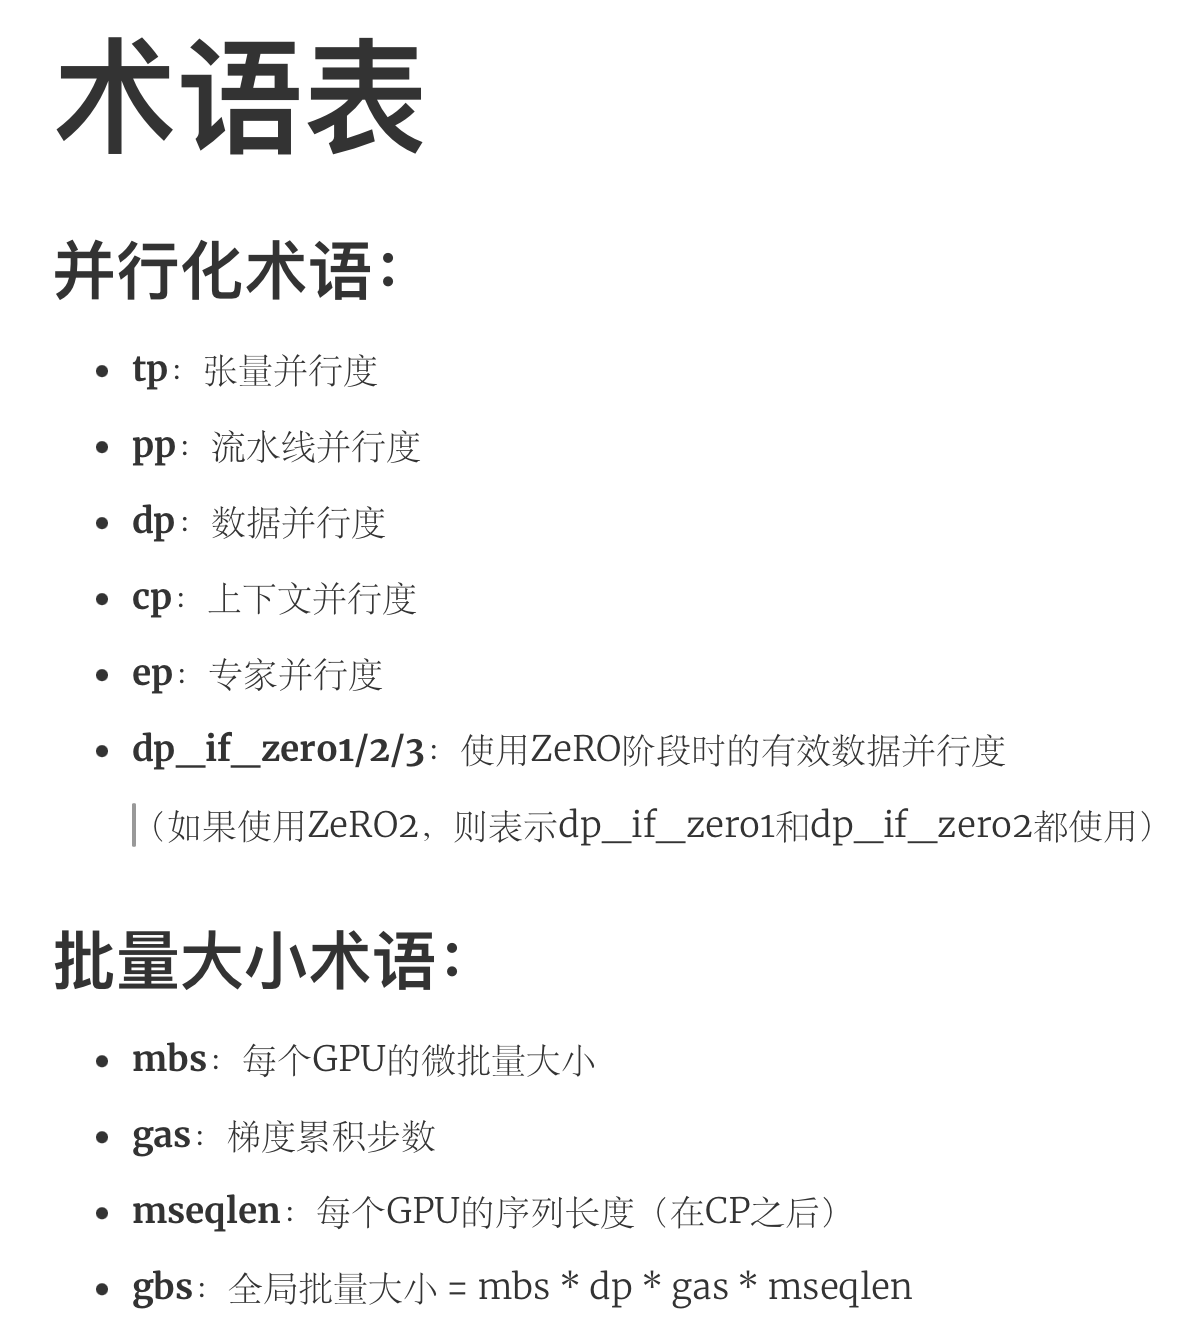 术语表
并行化术语：
• tp：张量并行度
• pp：流水线并行度
• dp：数据并行度
• cp：上下文并行度
• ep：专家并行度
• dp_if_zero1/2/3：使用ZeRO阶段时的有效数据并行度
（如果使用ZeRO2，则表示dp_if_zero1和dp_if_zero2都使用）
批量大小术语：
• mbs：每个GPU的微批量大小
• gas：梯度累积步数
• mseqlen：每个GPU的序列长度（在CP之后）
• gbs：全局批量大小 = mbs * dp * gas * mseqlen